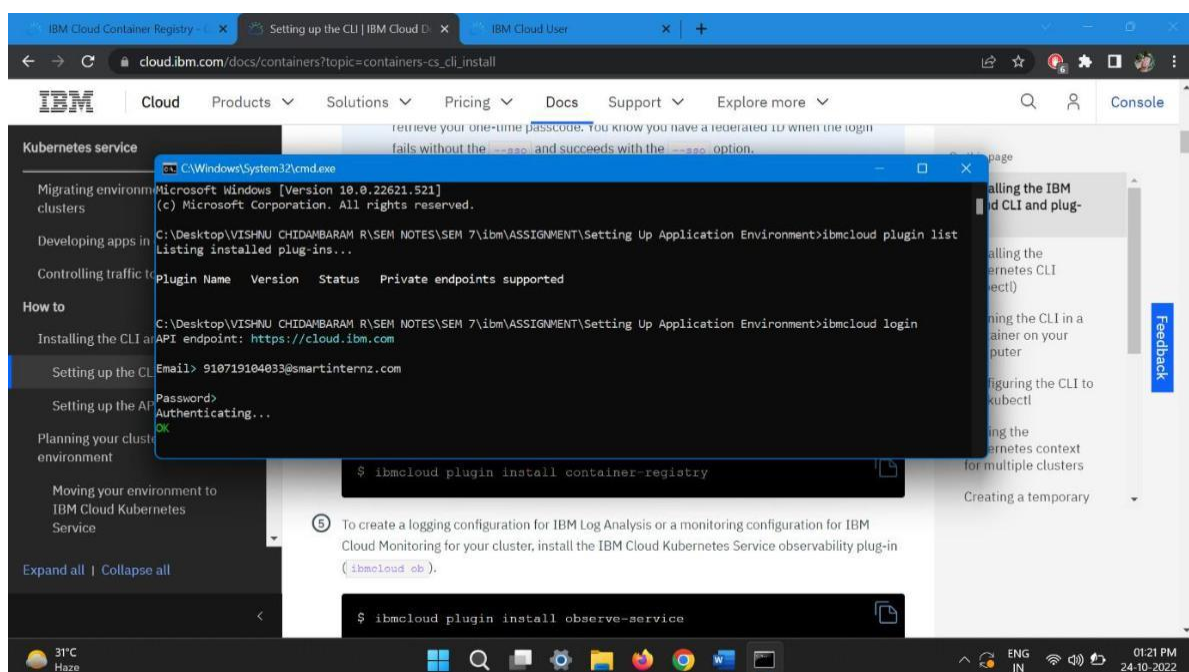 IBM Cloud Container Registry -
Setting up the CLI | IBM Cloud D
IBM Cloud User
cloud.ibm.com/docs/containers?topic=containers-cs_cli_install
6
IBM
Cloud
Products
Solutions
Pricing
Docs
Support
Explore more
Console
Kubernetes service
Migrating environm
clusters
Developing apps in
Controlling traffic to
How to
Installing the CLI a
Setting up the CL
Setting up the AP
Planning your cluste
environment
Moving your environment to
IBM Cloud Kubernetes
Service
Expand all | Collapse all
retrieve your one-time passcode. You know you have a federated ID when the login
fails without the --sso and succeeds with the --sso option.
C:\Windows\System32\cmd.exe
Microsoft Windows [Version 10.0.22621.521]
(c) Microsoft Corporation. All rights reserved.
C:\Desktop\VISHNU CHIDAMBARAM R\SEM NOTES\SEM 7\ibm\ASSIGNMENT\Setting Up Application Environment>ibmcloud plugin list
Listing installed plug-ins...
Plugin Name Version Status Private endpoints supported
C:\Desktop\VISHNU CHIDAMBARAM R\SEM NOTES\SEM 7\ibm\ASSIGNMENT\Setting Up Application Environment>ibmcloud login
API endpoint: https://cloud.ibm.com
Email> 910719104033@smartinternz.com
Password>
Authenticating...
OK
$ ibmcloud plugin install container-registry
5 To create a logging configuration for IBM Log Analysis or a monitoring configuration for IBM
Cloud Monitoring for your cluster, install the IBM Cloud Kubernetes Service observability plug-in
( ibmcloud ob ).
$ ibmcloud plugin install observe-service
page
alling the IBM
d CLI and plug-
alling the
ernetes CLI
ectl)
ning the CLI in a
ainer on your
puter
figuring the CLI to
kubectl
ing the
ernetes context
for multiple clusters
Creating a temporary
Feedback
31°C
Haze
ENG
IN
01:21 PM
24-10-2022